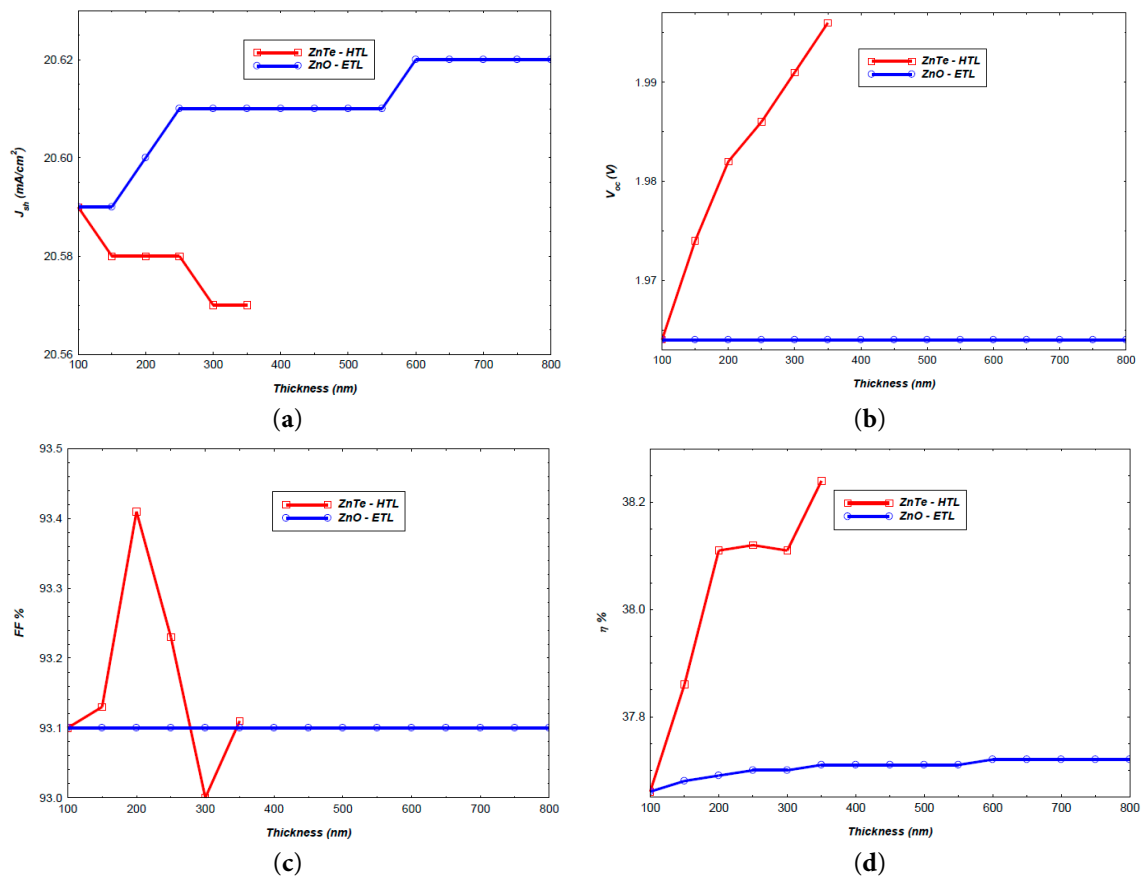 20.62
20.60
20.58
20.56
J_sh (mA/cm²)
ZnTe - HTL
ZnO - ETL
100 200 300 400 500 600 700 800
Thickness (nm)
(a)
1.99
1.98
1.97
V_oc (V)
ZnTe - HTL
ZnO - ETL
100 200 300 400 500 600 700 800
Thickness (nm)
(b)
93.5
93.4
93.3
93.2
93.1
93.0
FF %
ZnTe - HTL
ZnO - ETL
100 200 300 400 500 600 700 800
Thickness (nm)
(c)
38.2
38.0
37.8
η %
ZnTe - HTL
ZnO - ETL
100 200 300 400 500 600 700 800
Thickness (nm)
(d)